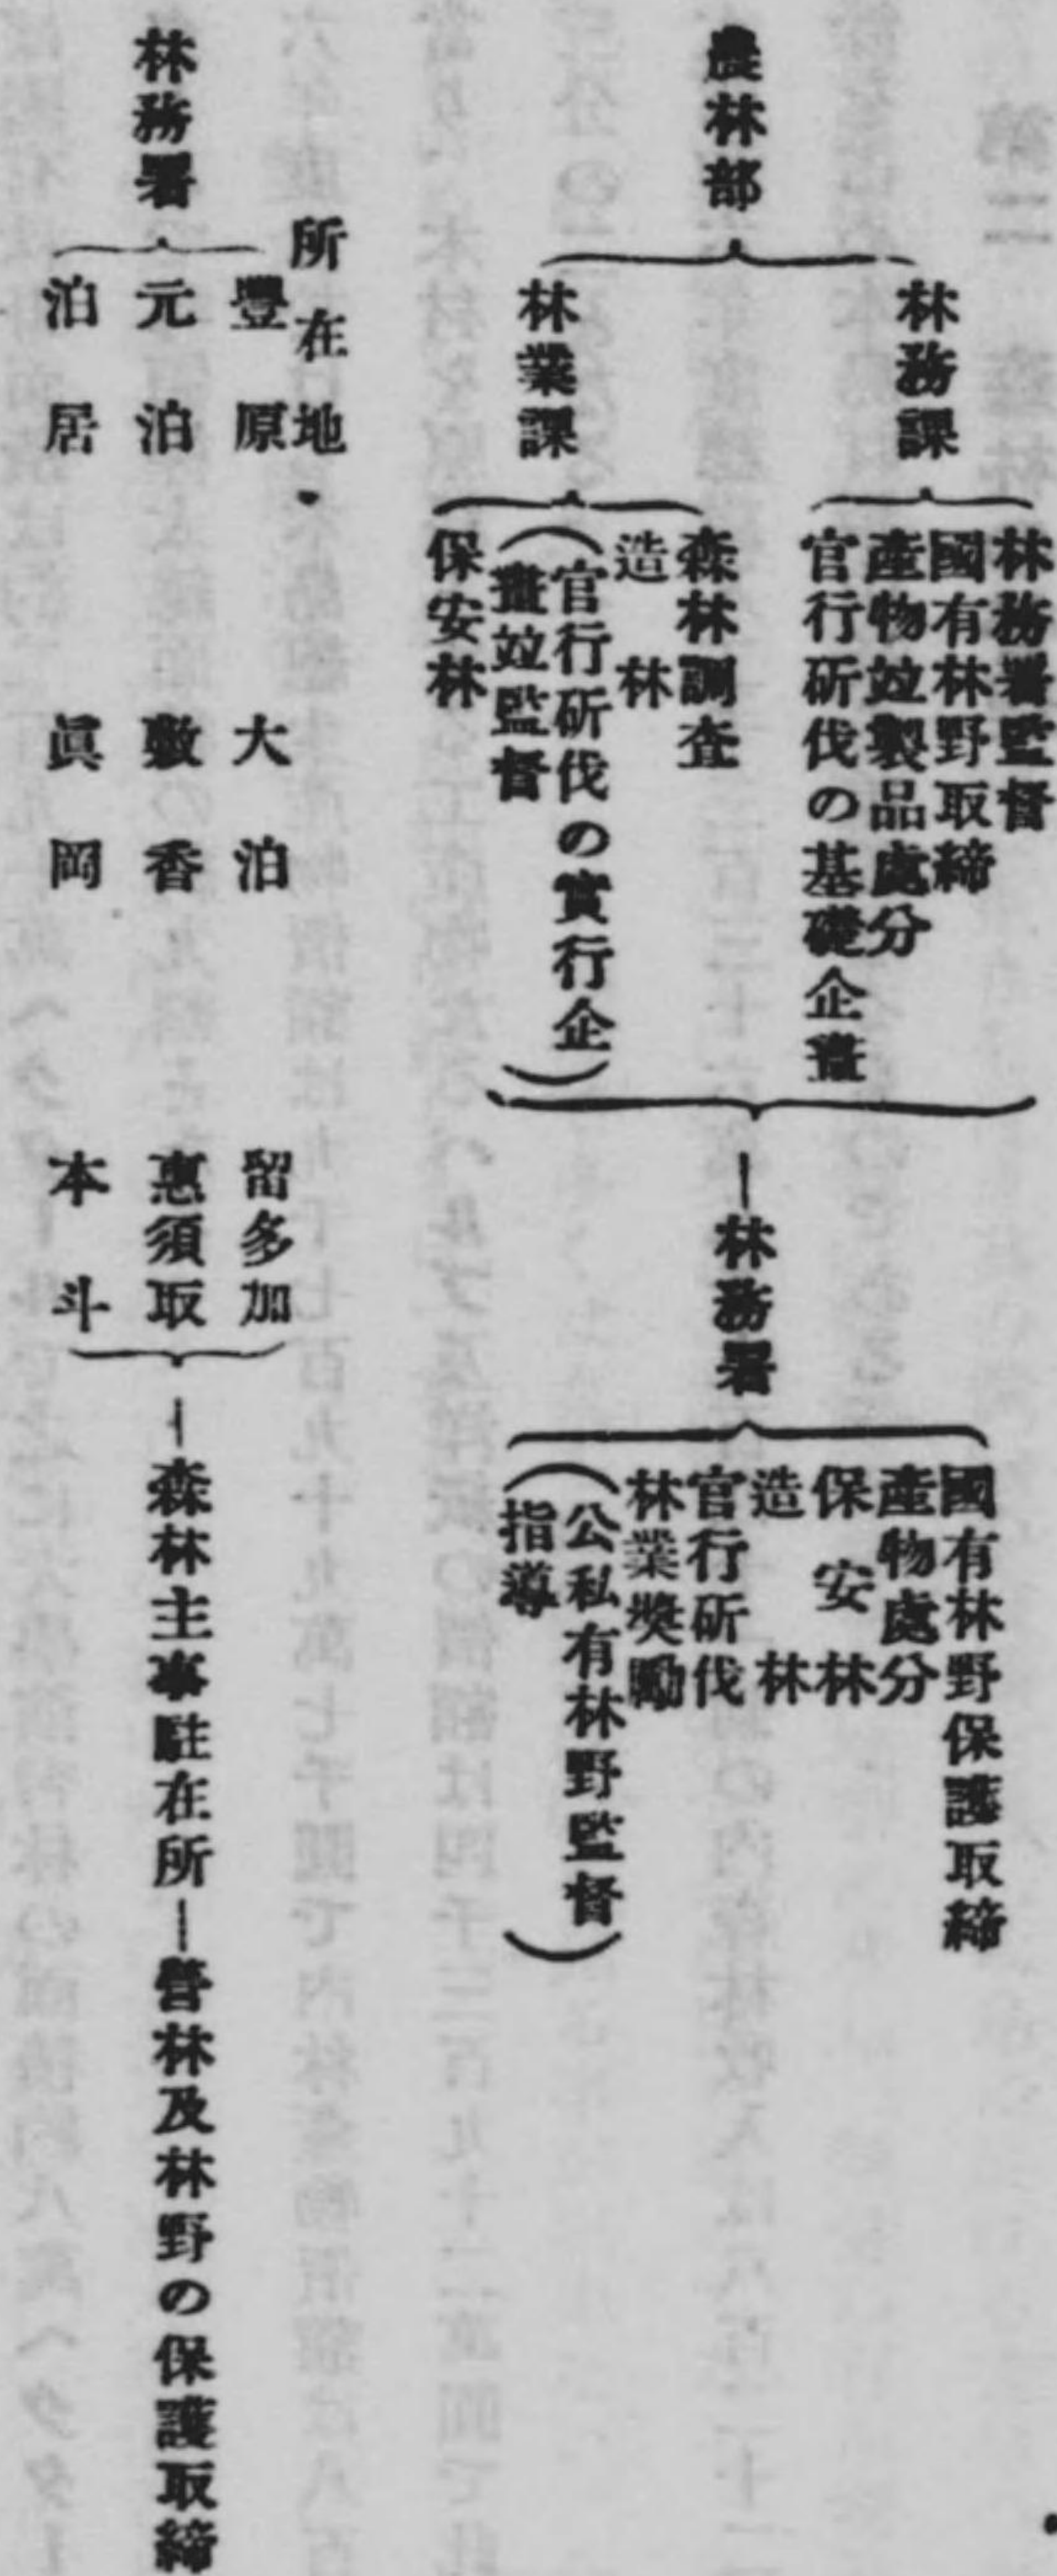 農林部
林務課
林務署監督
國有林野取締
産物竝製品處分
官行斫伐の基礎企畫
林業課
森林調査
造林
（官行斫伐の實行企
畫竝監督）
保安林
―林務署
國有林野保護取締
産物處分
保安林
造林
官行斫伐
林業奬勵
（公私有林野監督
指導）
所在地
林務署
豐原 大泊 留多加
元泊 敷香 惠須取
泊居 眞岡 本斗
―森林主事駐在所―營林及林野の保護取締